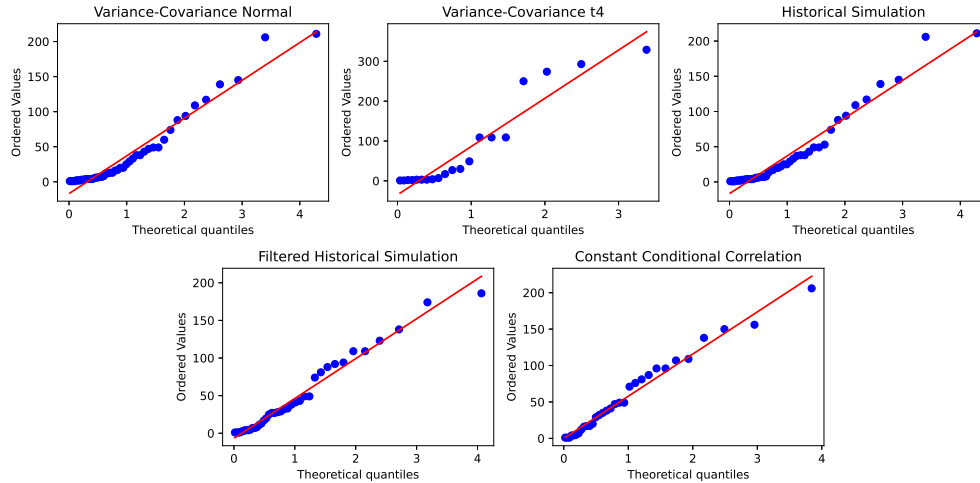 Variance-Covariance Normal
Variance-Covariance t4
Historical Simulation
Ordered Values
200
150
100
50
0
0 1 2 3 4
Theoretical quantiles
Ordered Values
300
200
100
0
0 1 2 3
Theoretical quantiles
Ordered Values
200
150
100
50
0
0 1 2 3 4
Theoretical quantiles
Filtered Historical Simulation
Constant Conditional Correlation
Ordered Values
200
150
100
50
0
0 1 2 3 4
Theoretical quantiles
Ordered Values
200
150
100
50
0
0 1 2 3 4
Theoretical quantiles